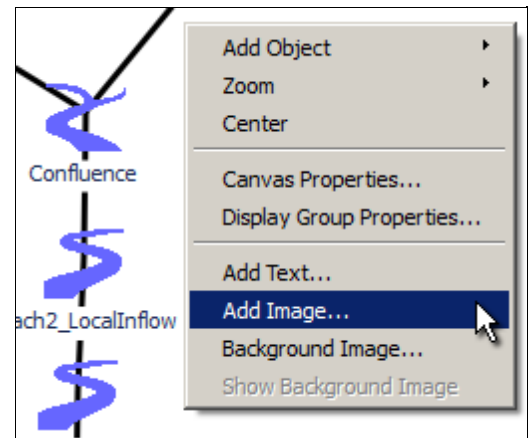 Add Object
Zoom
Center
Confluence
Canvas Properties...
Display Group Properties...
Add Text...
ach2_LocalInflow
Add Image...
Background Image...
Show Background Image